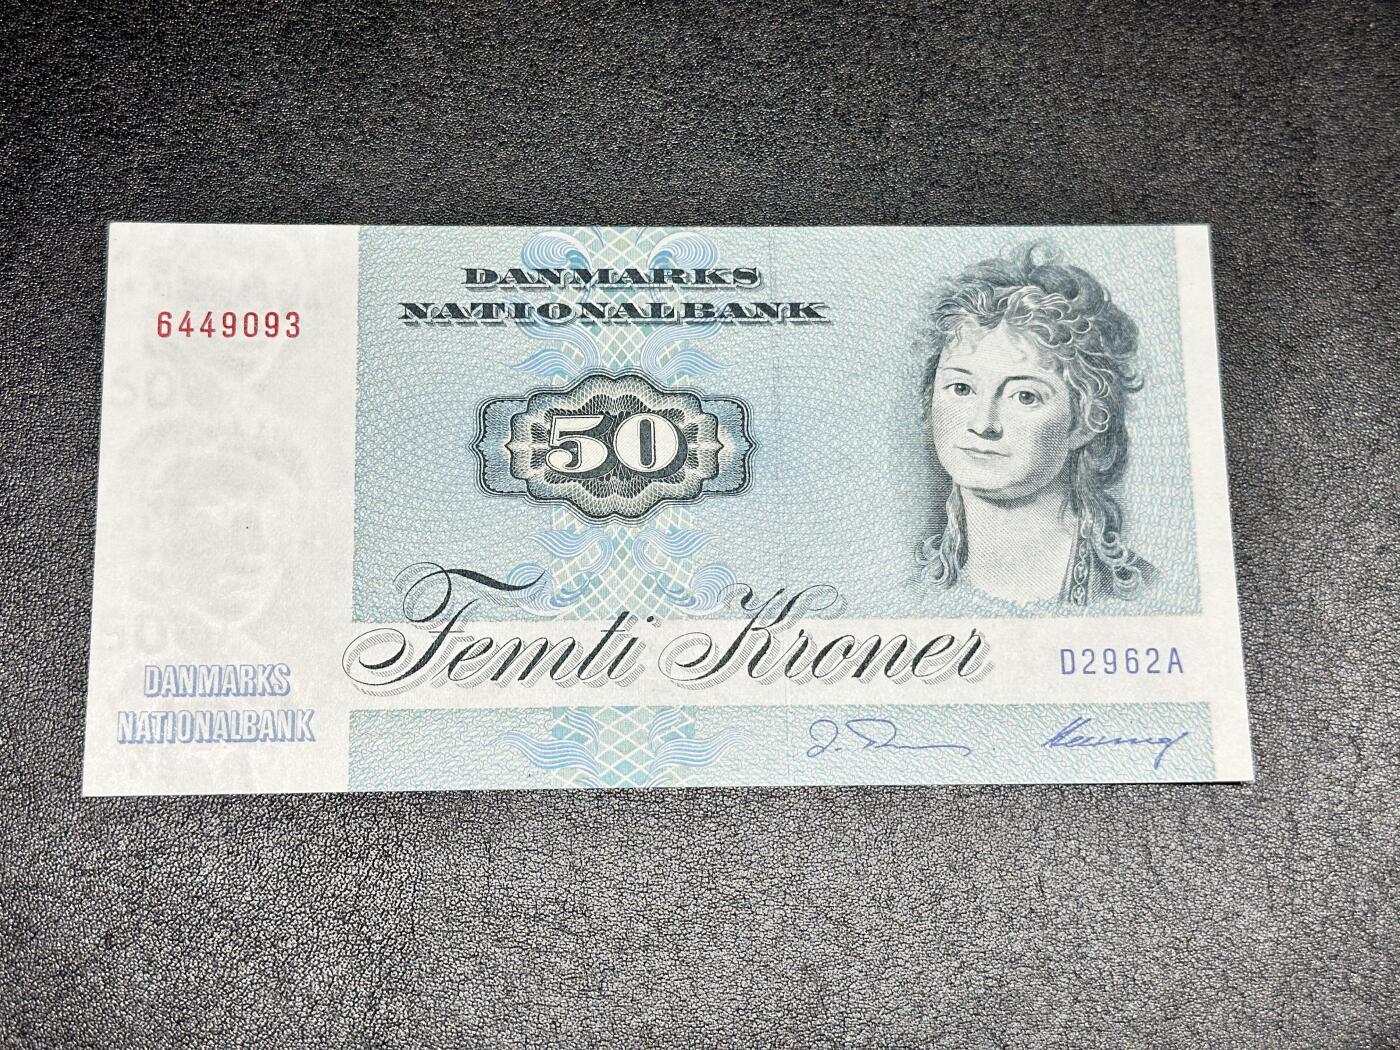 DANMARKS
NATIONALBANK
6449093
50
Femti Kroner
D2962A
DANMARKS
NATIONALBANK